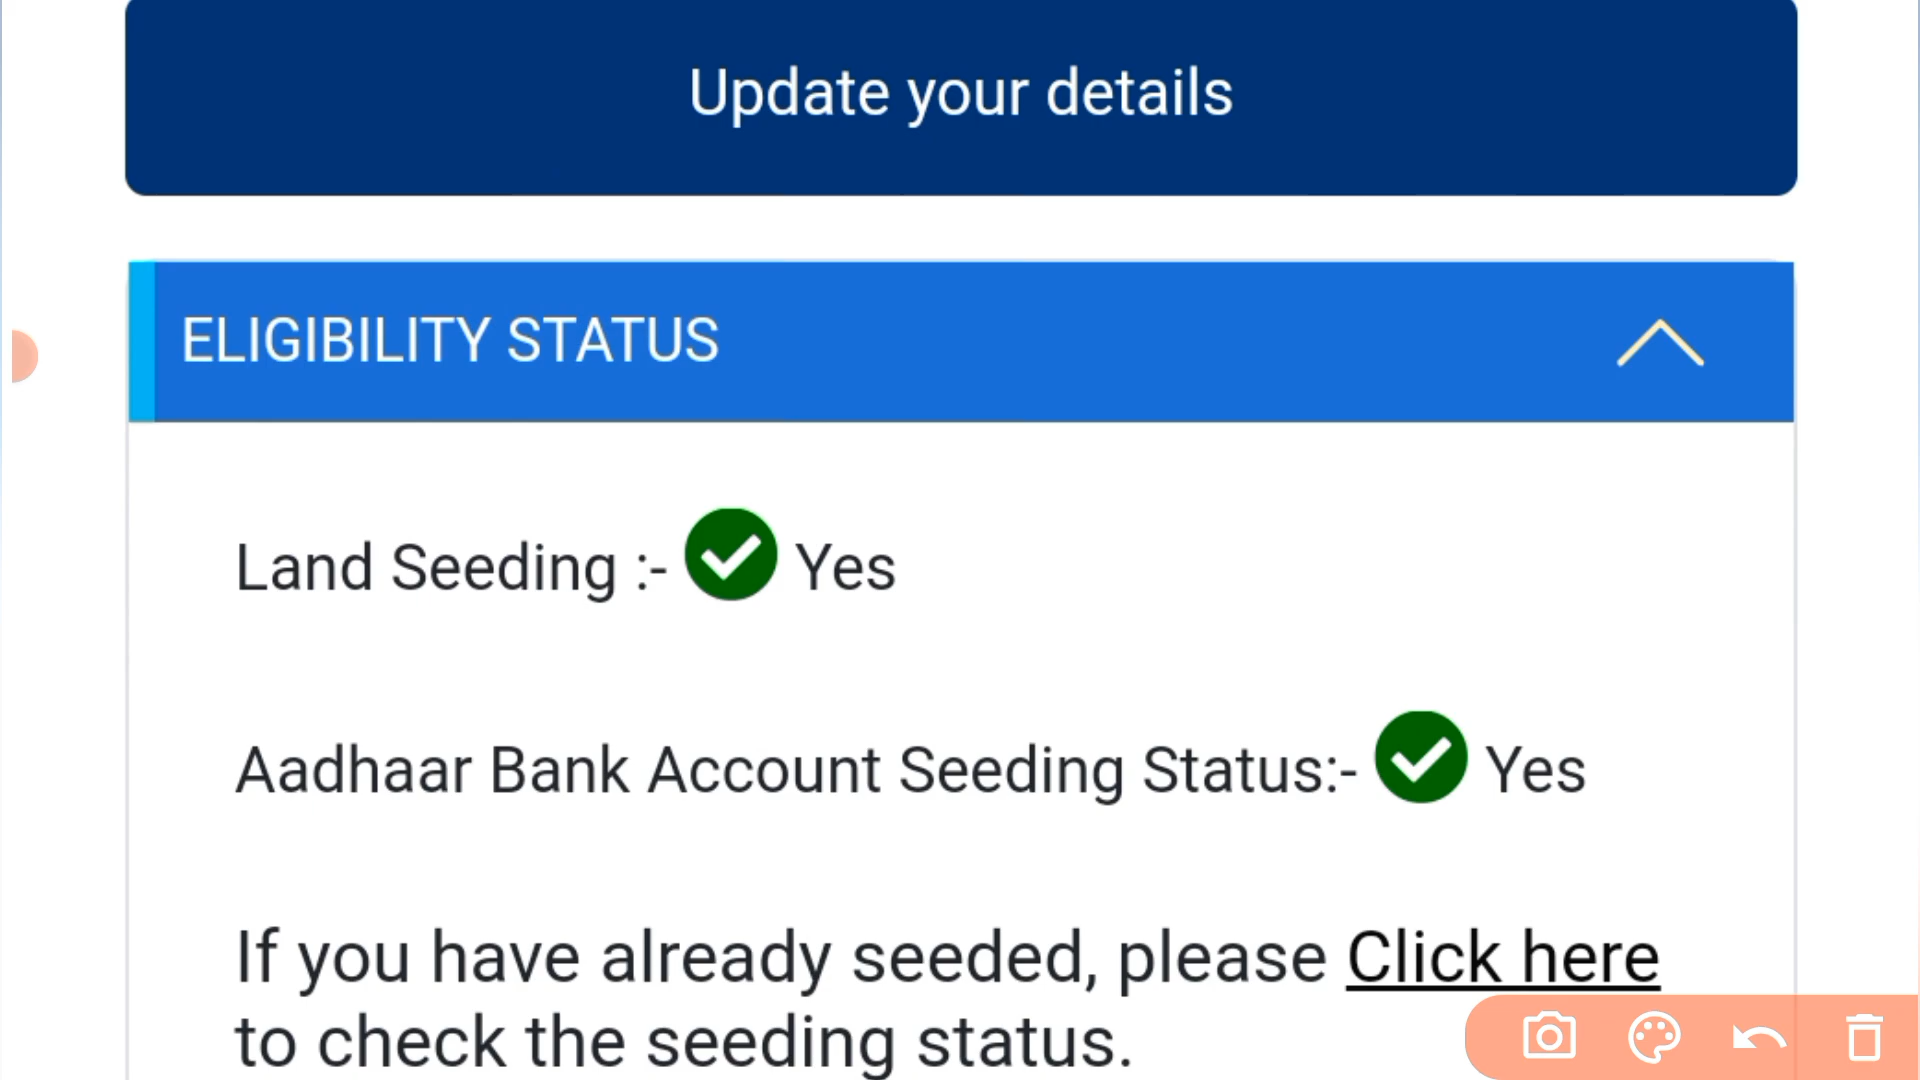 Update your details
ELIGIBILITY STATUS
Land Seeding :- Yes
Aadhaar Bank Account Seeding Status:- Yes
If you have already seeded, please Click here
to check the seeding status.